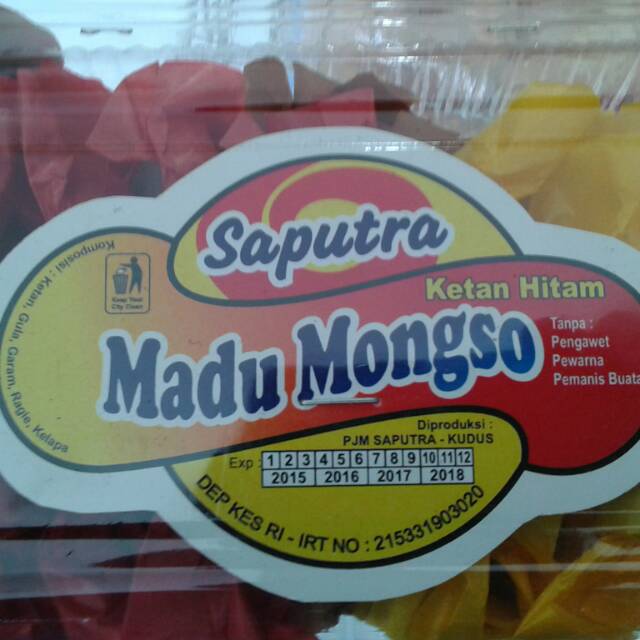 Saputra
Ketan Hitam
Madu Mongso
Komposisi : Ketan, Gula, Garam, Ragie, Kelapa
Keep Your
City Clean
Tanpa :
Pengawet
Pewarna
Pemanis Buata
Diproduksi :
PJM SAPUTRA - KUDUS
Exp : 1 2 3 4 5 6 7 8 9 10 11 12
2015 2016 2017 2018
DEP KES RI - IRT NO : 215331903020